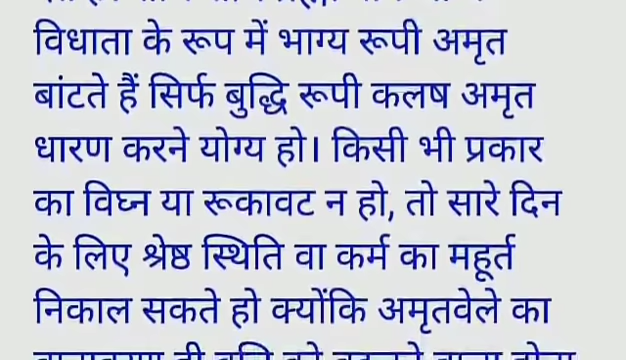 विधाता के रूप में भाग्य रूपी अमृत
बांटते हैं सिर्फ बुद्धि रूपी कलष अमृत
धारण करने योग्य हो। किसी भी प्रकार
का विघ्न या रूकावट न हो, तो सारे दिन
के लिए श्रेष्ठ स्थिति वा कर्म का महूर्त
निकाल सकते हो क्योंकि अमृतवेले का